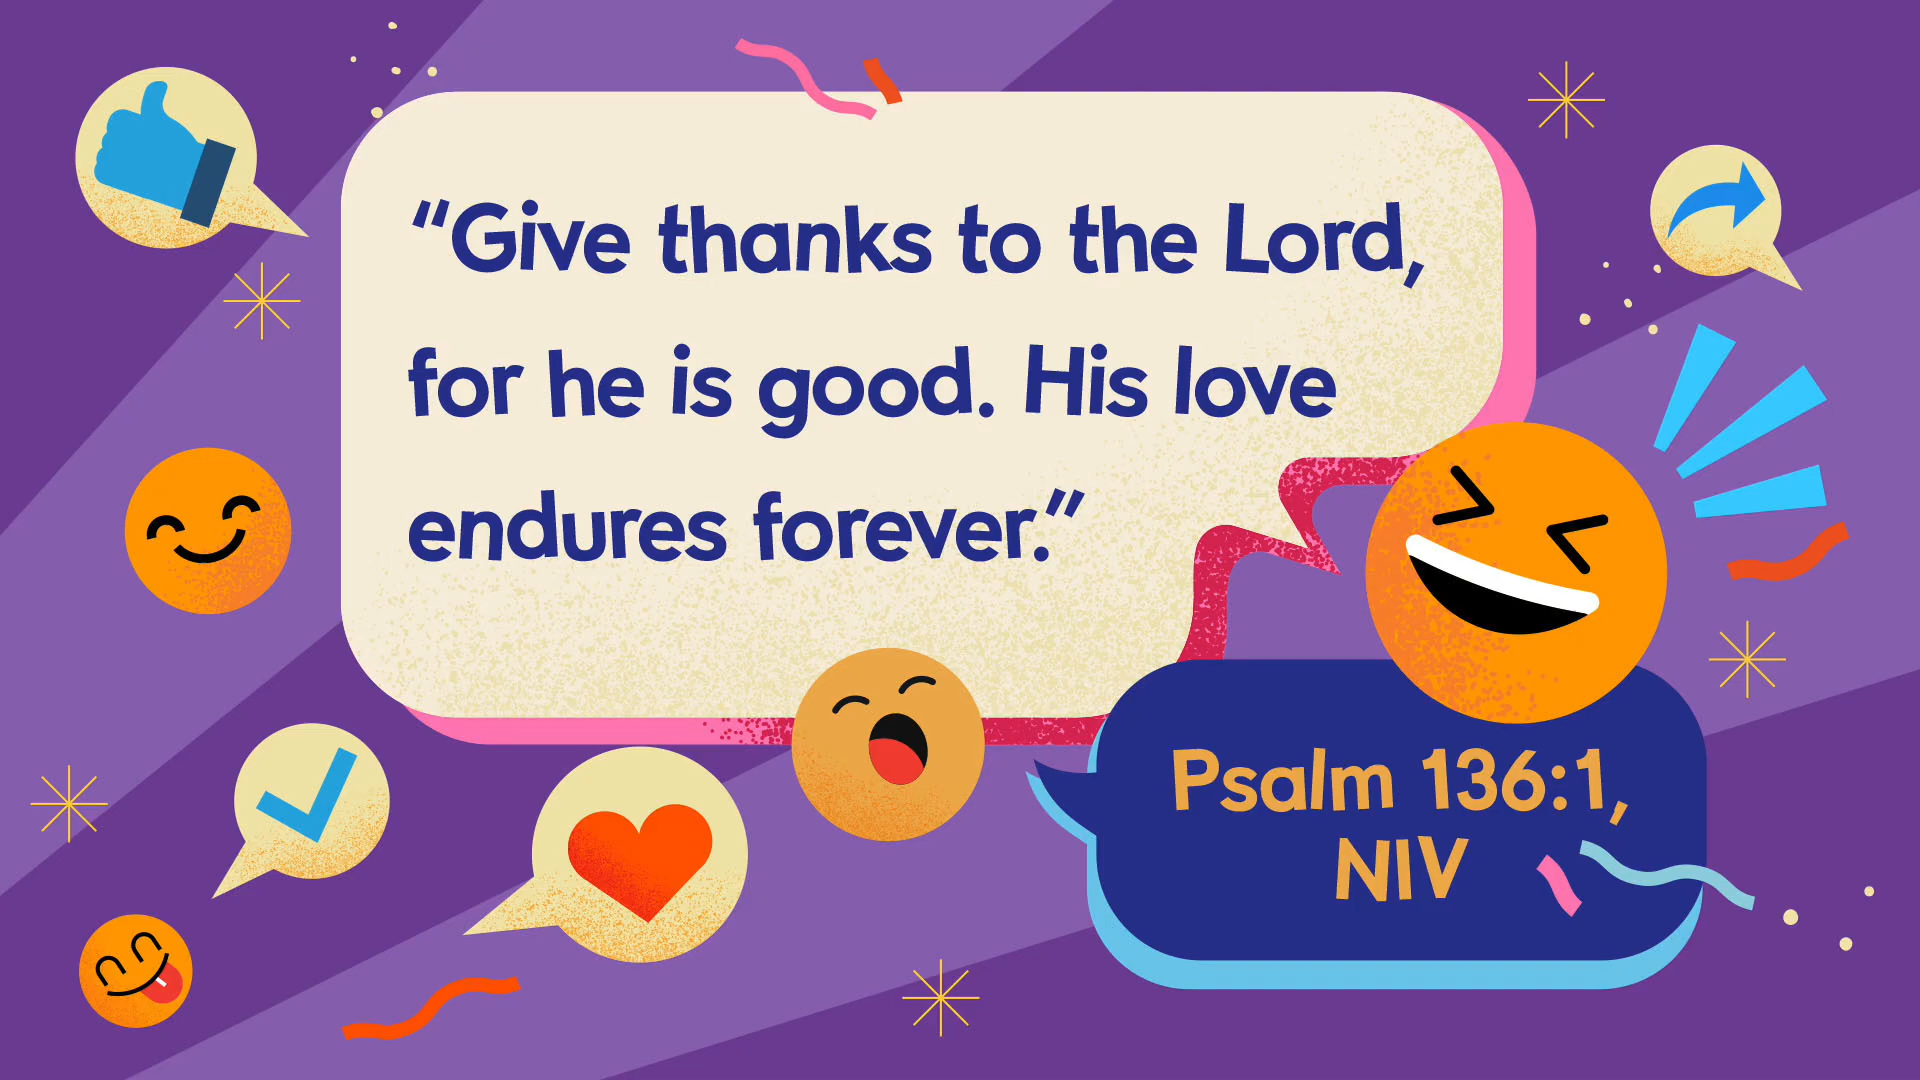 “Give thanks to the Lord,
for he is good. His love
endures forever.”
Psalm 136:1,
NIV